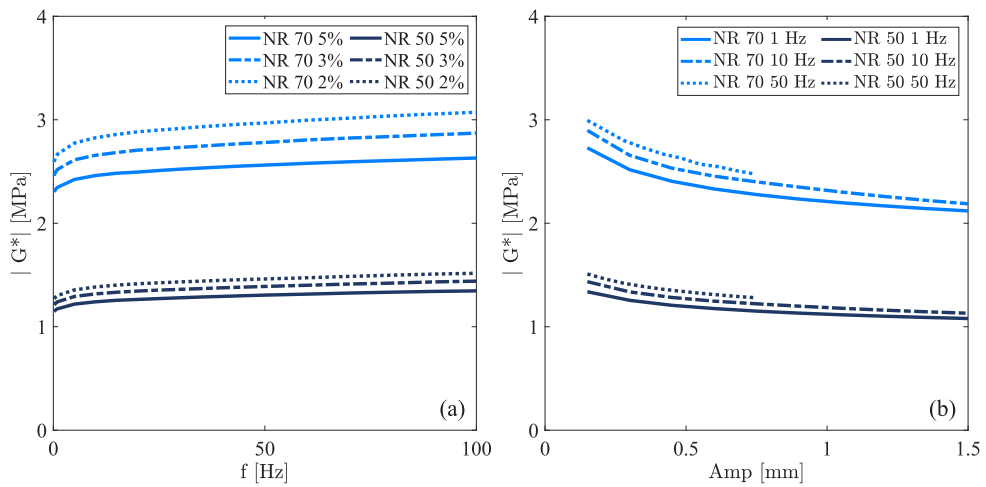 4
3
2
1
0
| G*| [MPa]
NR 70 5% NR 50 5%
NR 70 3% NR 50 3%
NR 70 2% NR 50 2%
(a)
0 50 100
f [Hz]
4
3
2
1
0
| G*| [MPa]
NR 70 1 Hz NR 50 1 Hz
NR 70 10 Hz NR 50 10 Hz
NR 70 50 Hz NR 50 50 Hz
(b)
0 0.5 1 1.5
Amp [mm]